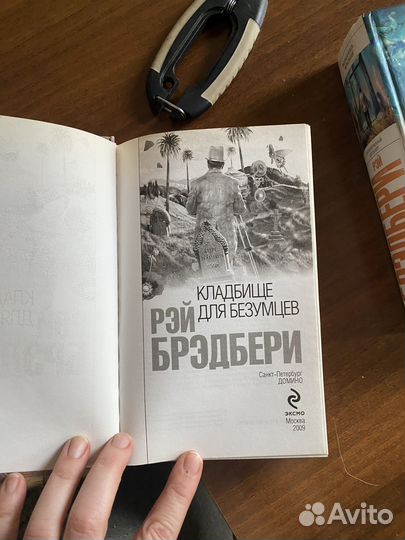 КЛАДБИЩЕ
ДЛЯ БЕЗУМЦЕВ
РЭЙ
БРЭДБЕРИ
Санкт-Петербург
ДОМИНО
ЭКСМО
Москва
2009
Avito